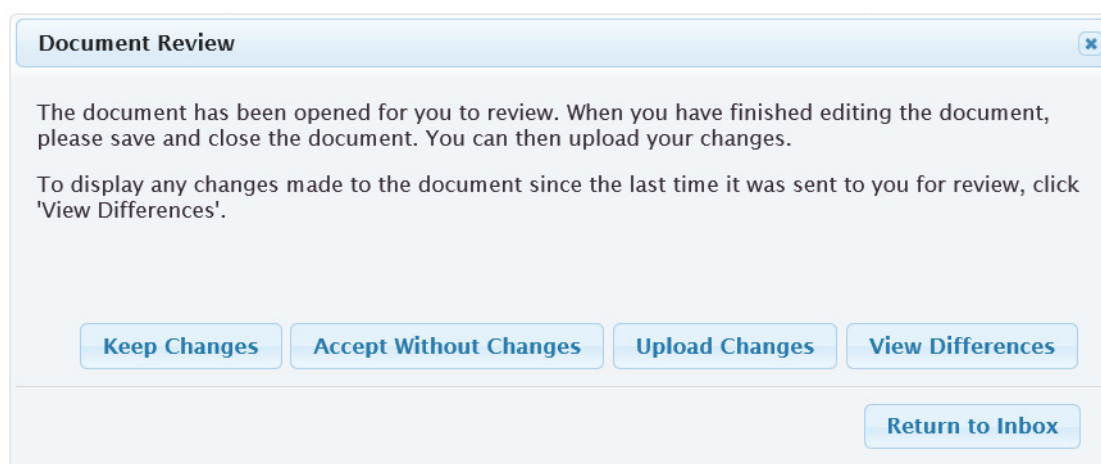 Document Review
The document has been opened for you to review. When you have finished editing the document,
please save and close the document. You can then upload your changes.
To display any changes made to the document since the last time it was sent to you for review, click
'View Differences'.
Keep Changes Accept Without Changes Upload Changes View Differences
Return to Inbox